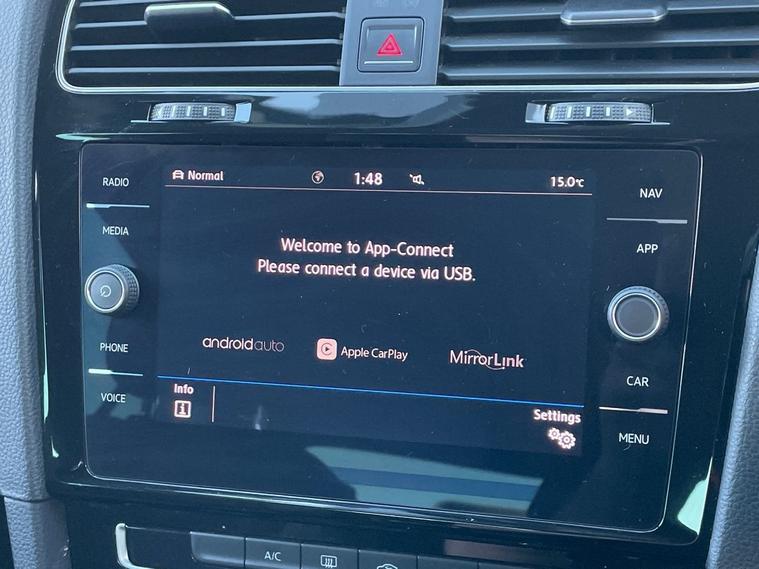 RADIO
MEDIA
PHONE
VOICE
Normal
1:48
15.0°C
Welcome to App-Connect
Please connect a device via USB.
androidauto
Apple CarPlay
MirrorLink
Info
i
Settings
NAV
APP
CAR
MENU
A/C